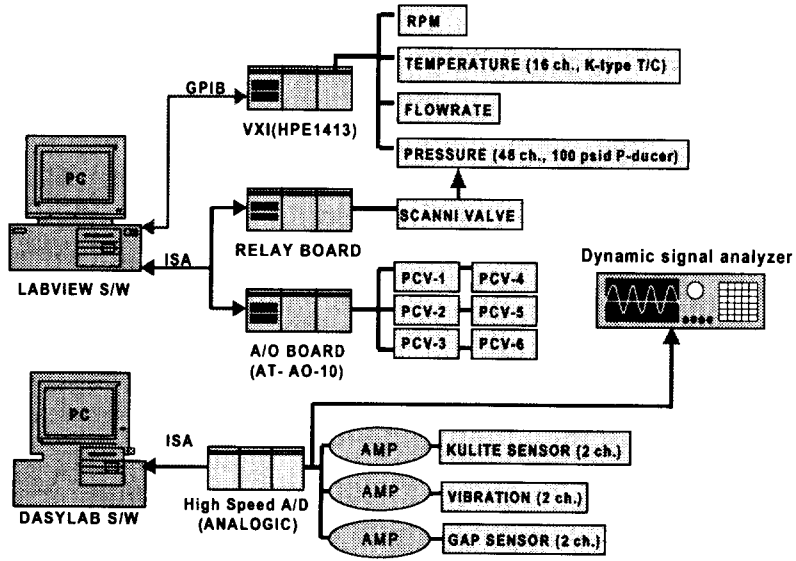 RPM
TEMPERATURE (16 ch., K-type T/C)
GPIB
VXI(HPE1413)
FLOWRATE
PRESSURE (48 ch., 100 psid P-ducer)
PC
SCANNI VALVE
RELAY BOARD
ISA
LABVIEW S/W
Dynamic signal analyzer
PCV-1
PCV-4
PCV-2
PCV-5
PCV-3
PCV-6
A/O BOARD
(AT- AO-10)
PC
ISA
AMP
KULITE SENSOR (2 ch.)
AMP
VIBRATION (2 ch.)
High Speed A/D
(ANALOGIC)
DASYLAB S/W
AMP
GAP SENSOR (2 ch.)